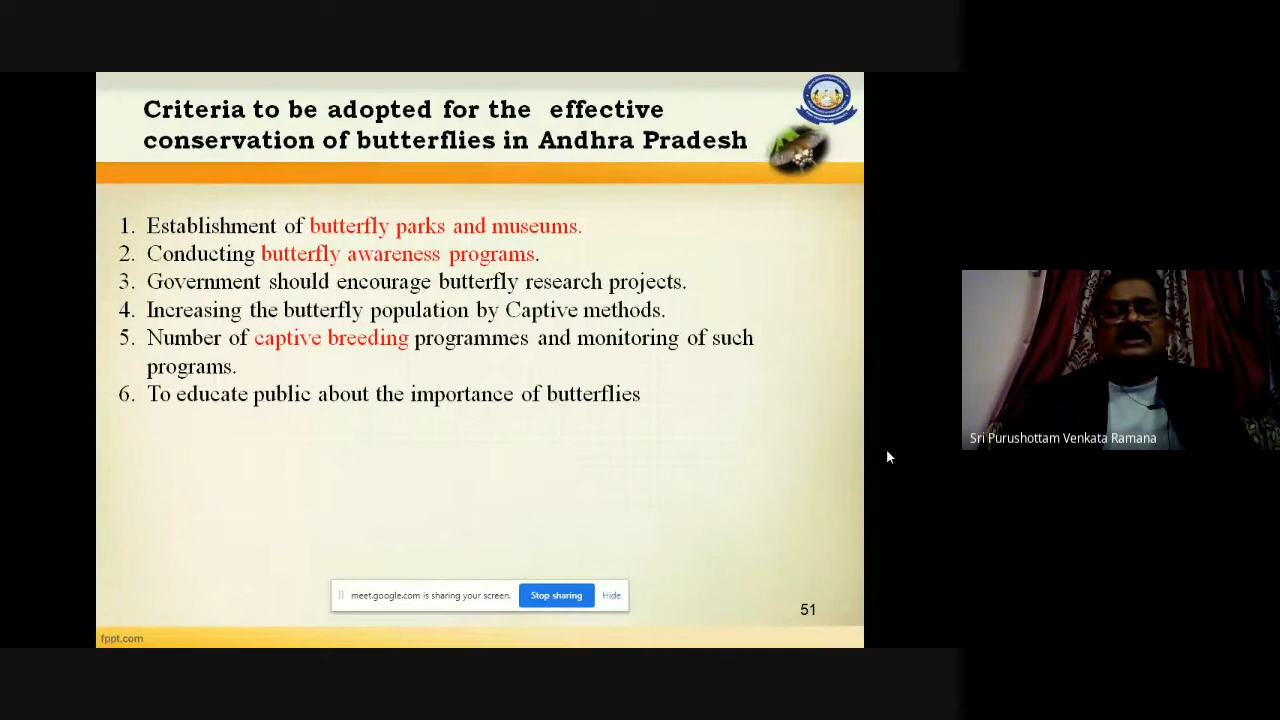 Criteria to be adopted for the effective
conservation of butterflies in Andhra Pradesh
1. Establishment of butterfly parks and museums.
2. Conducting butterfly awareness programs.
3. Government should encourage butterfly research projects.
4. Increasing the butterfly population by Captive methods.
5. Number of captive breeding programmes and monitoring of such
programs.
6. To educate public about the importance of butterflies
Sri Purushottam Venkata Ramana
meet.google.com is sharing your screen. Stop sharing Hide
51
fppt.com